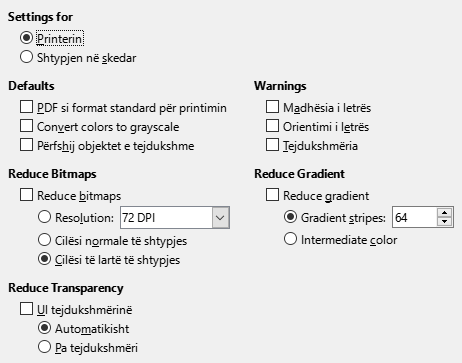 Settings for
Printerin
Shtypjen në skedar
Defaults
PDF si format standard për printimin
Convert colors to grayscale
Përfshij objektet e tejdukshme
Warnings
Madhësia i letrës
Orientimi i letrës
Tejdukshmëria
Reduce Bitmaps
Reduce bitmaps
Resolution: 72 DPI
Cilësi normale të shtypjes
Cilësi të lartë të shtypjes
Reduce Gradient
Reduce gradient
Gradient stripes: 64
Intermediate color
Reduce Transparency
Ul tejdukshmërinë
Automatikisht
Pa tejdukshmëri